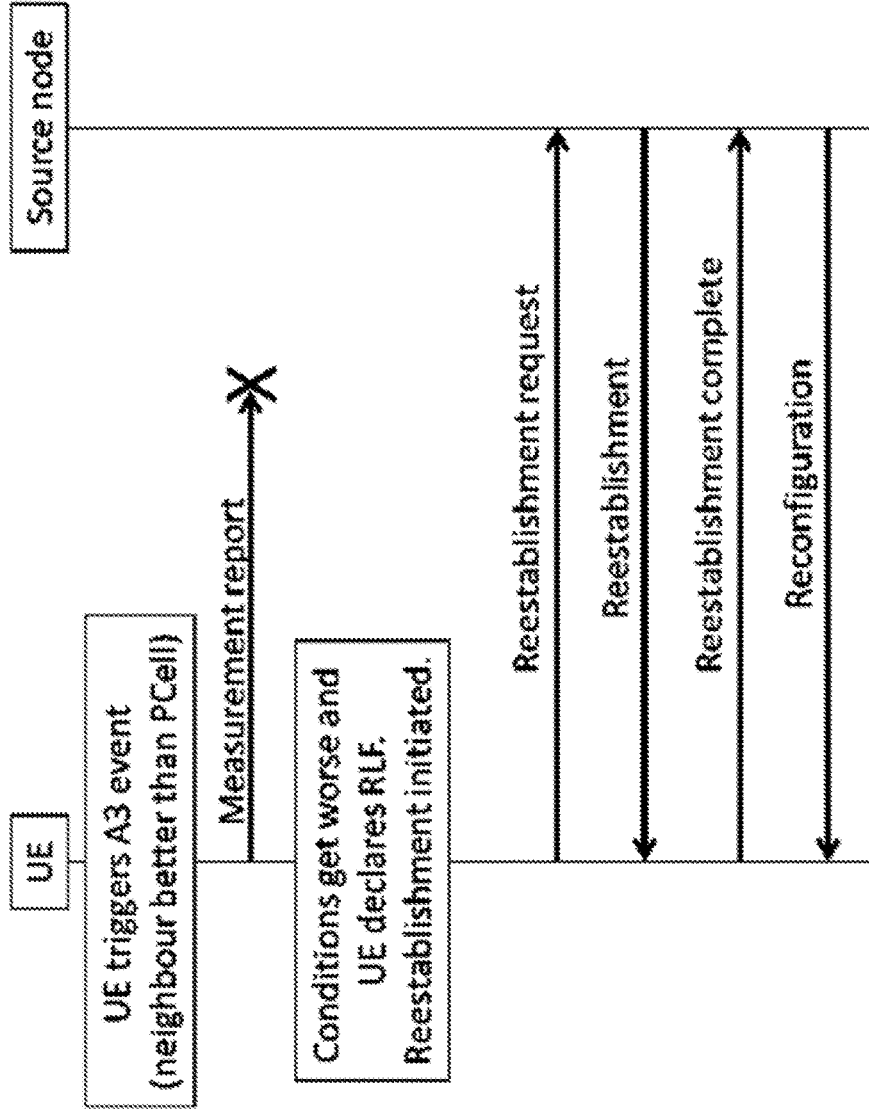 UE
Source node
UE triggers A3 event
(neighbour better than PCell)
Measurement report
X
Conditions get worse and
UE declares RLF.
Reestablishment initiated.
Reestablishment request
Reestablishment
Reestablishment complete
Reconfiguration